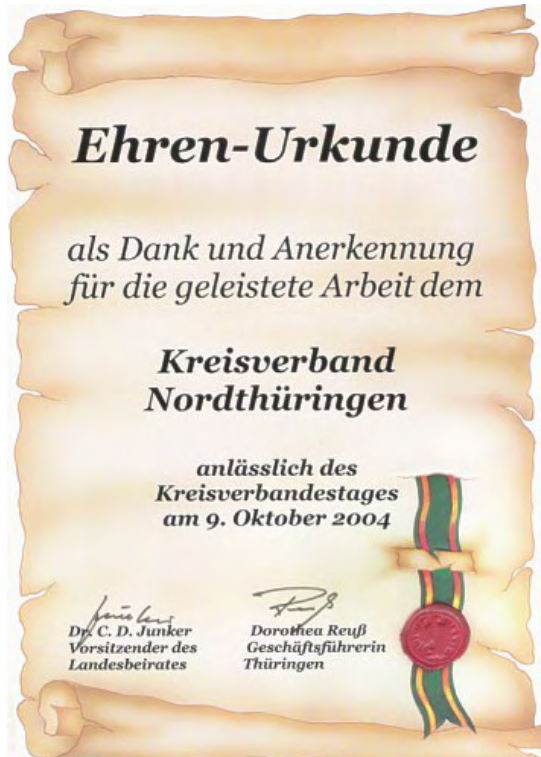 Ehren-Urkunde
als Dank und Anerkennung
für die geleistete Arbeit dem
Kreisverband
Nordthüringen
anlässlich des
Kreisverbandestages
am 9. Oktober 2004
Dr. C. D. Junker
Vorsitzender des
Landesbeirates
Dorothea Reuß
Geschäftsführerin
Thüringen